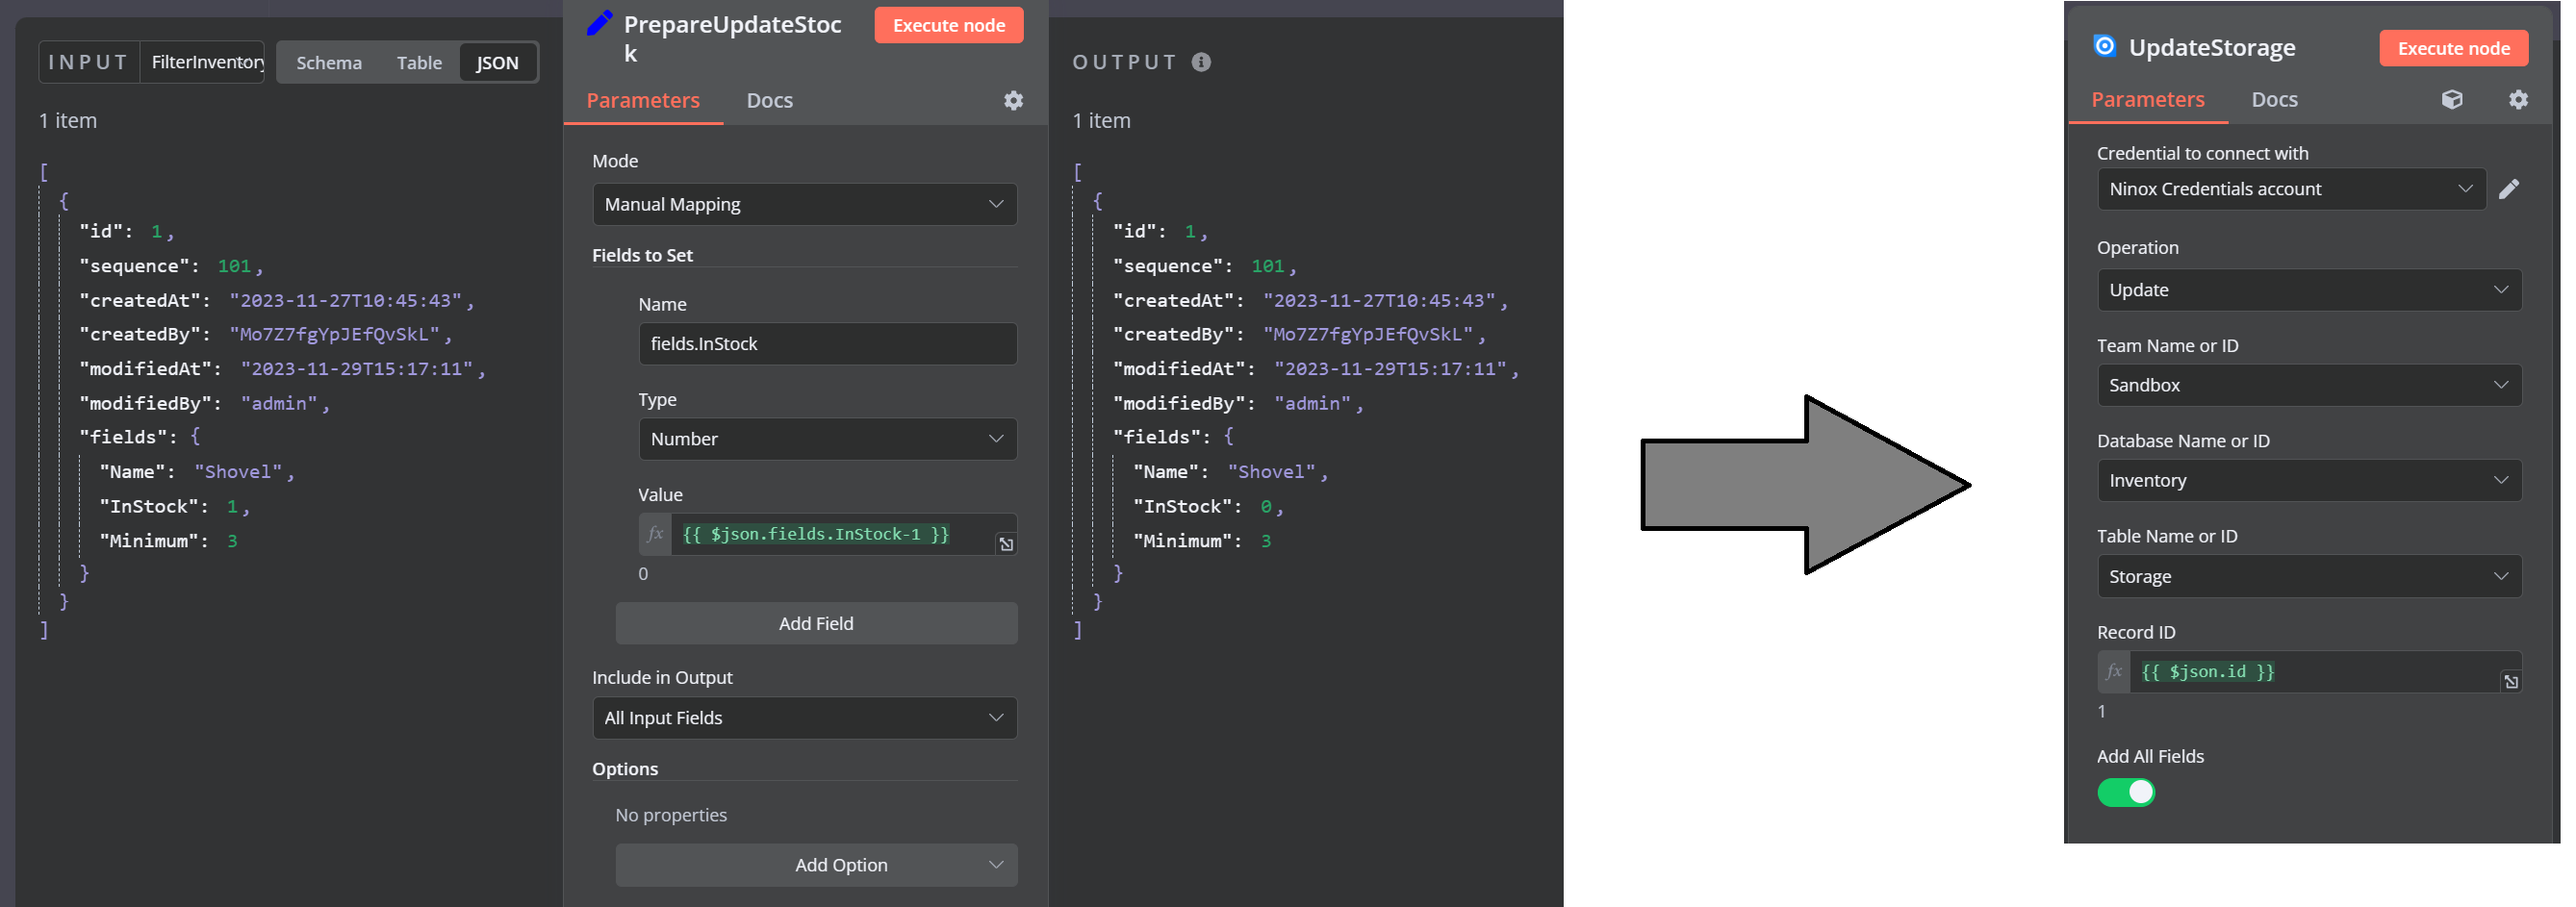 INPUT
FilterInventory
Schema
Table
JSON
1 item
[
{
"id": 1,
"sequence": 101,
"createdAt": "2023-11-27T10:45:43",
"createdBy": "Mo7Z7fgYpJEfQvSkL",
"modifiedAt": "2023-11-29T15:17:11",
"modifiedBy": "admin",
"fields": {
"Name": "Shovel",
"InStock": 1,
"Minimum": 3
}
}
]
PrepareUpdateStoc
k
Execute node
Parameters
Docs
Mode
Manual Mapping
Fields to Set
Name
fields.InStock
Type
Number
Value
fx {{ $json.fields.InStock-1 }}
0
Add Field
Include in Output
All Input Fields
Options
No properties
Add Option
OUTPUT
1 item
[
{
"id": 1,
"sequence": 101,
"createdAt": "2023-11-27T10:45:43",
"createdBy": "Mo7Z7fgYpJEfQvSkL",
"modifiedAt": "2023-11-29T15:17:11",
"modifiedBy": "admin",
"fields": {
"Name": "Shovel",
"InStock": 0,
"Minimum": 3
}
}
]
UpdateStorage
Execute node
Parameters
Docs
Credential to connect with
Ninox Credentials account
Operation
Update
Team Name or ID
Sandbox
Database Name or ID
Inventory
Table Name or ID
Storage
Record ID
fx {{ $json.id }}
1
Add All Fields